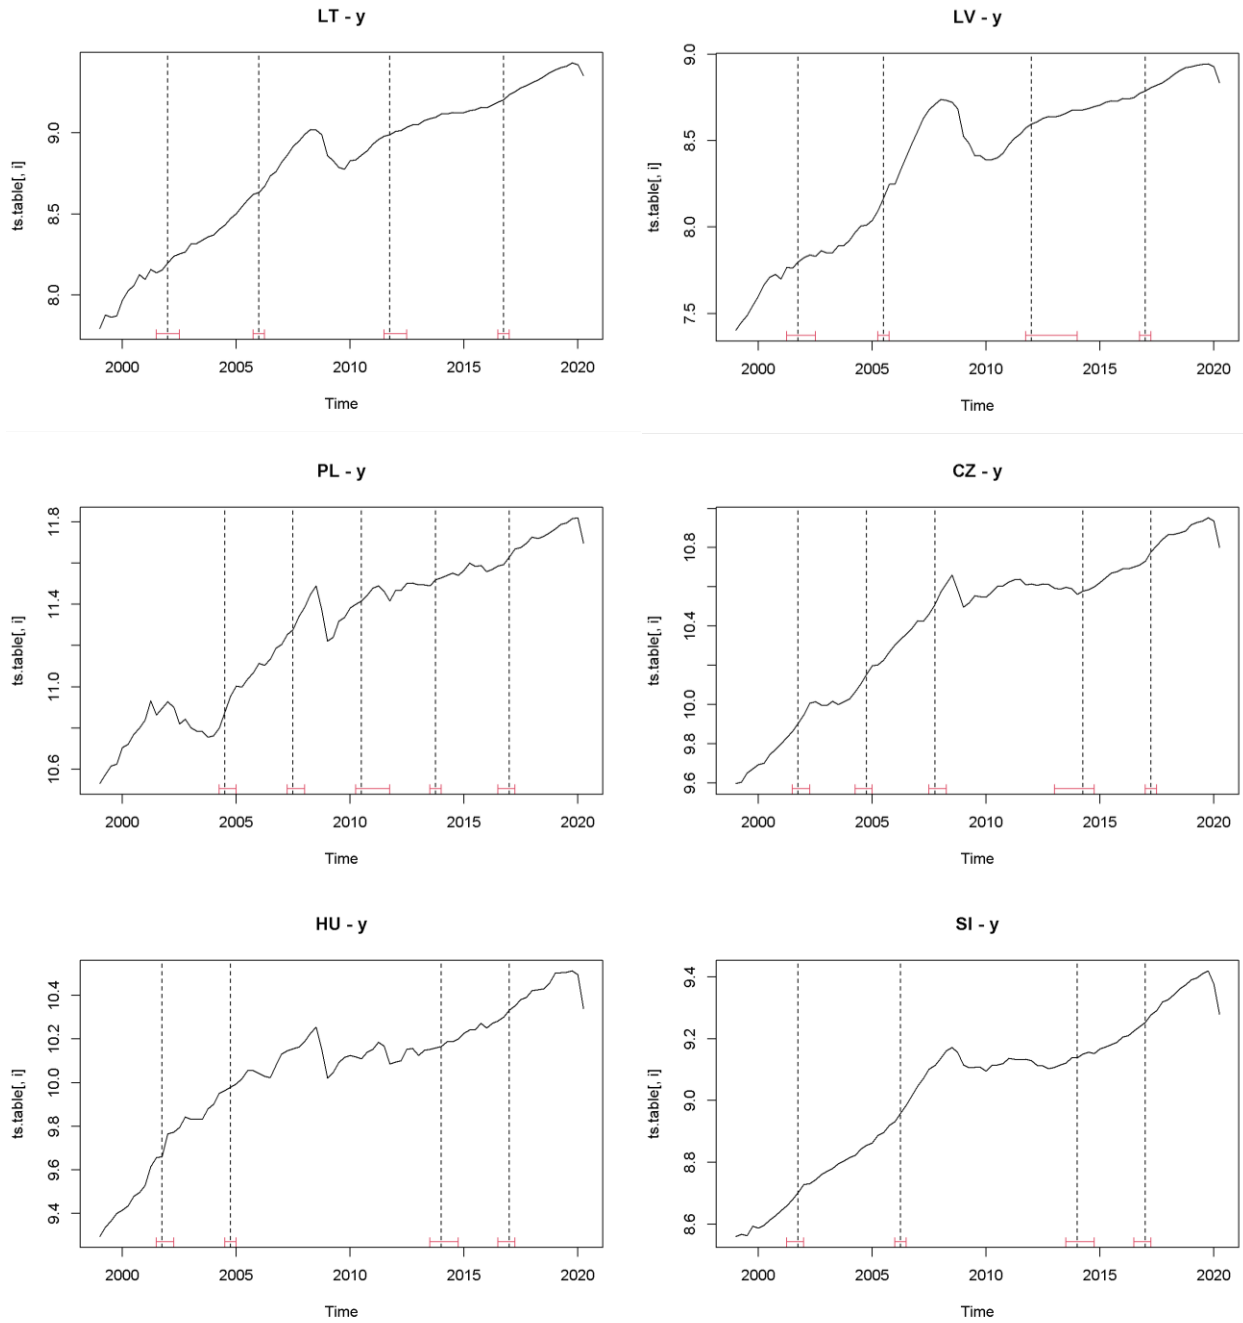 LT - y
ts.table[, i]
9.0
8.5
8.0
2000 2005 2010 2015 2020
Time
LV - y
ts.table[, i]
9.0
8.5
8.0
7.5
2000 2005 2010 2015 2020
Time
PL - y
ts.table[, i]
11.8
11.4
11.0
10.6
2000 2005 2010 2015 2020
Time
CZ - y
ts.table[, i]
10.8
10.4
10.0
9.8
9.6
2000 2005 2010 2015 2020
Time
HU - y
ts.table[, i]
10.4
10.2
10.0
9.8
9.6
9.4
2000 2005 2010 2015 2020
Time
SI - y
ts.table[, i]
9.4
9.2
9.0
8.8
8.6
2000 2005 2010 2015 2020
Time